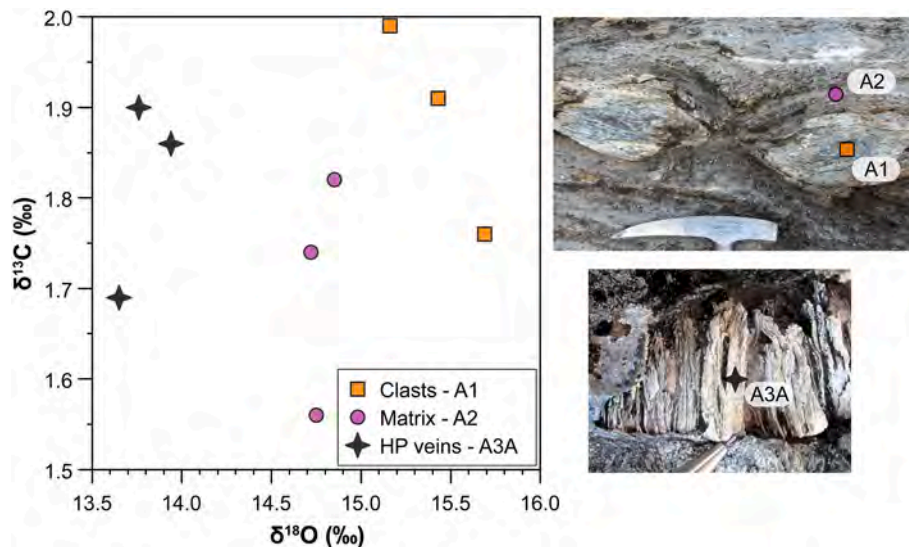 2.0
1.9
1.8
1.7
1.6
1.5
δ¹³C (‰)
13.5 14.0 14.5 15.0 15.5 16.0
δ¹⁸O (‰)
Clasts - A1
Matrix - A2
HP veins - A3A
A2
A1
A3A